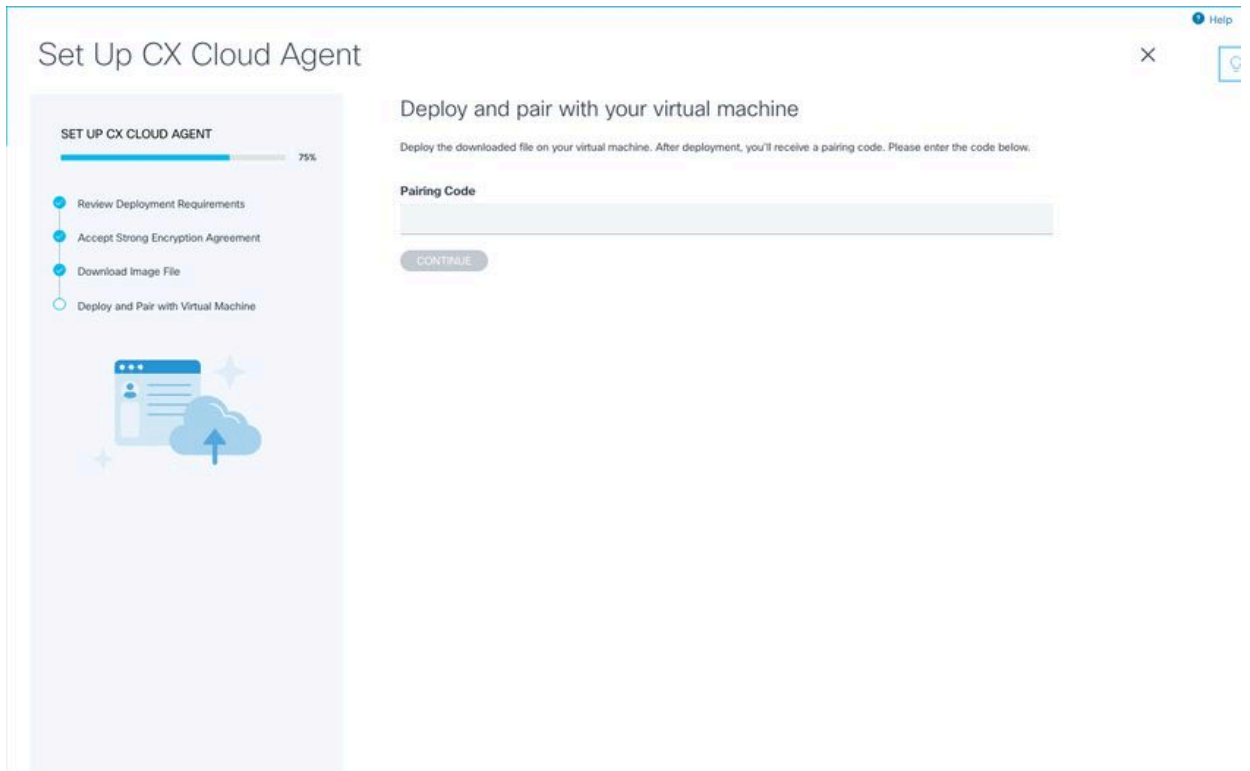 Help
Set Up CX Cloud Agent
SET UP CX CLOUD AGENT
75%
Review Deployment Requirements
Accept Strong Encryption Agreement
Download Image File
Deploy and Pair with Virtual Machine
Deploy and pair with your virtual machine
Deploy the downloaded file on your virtual machine. After deployment, you'll receive a pairing code. Please enter the code below.
Pairing Code
CONTINUE